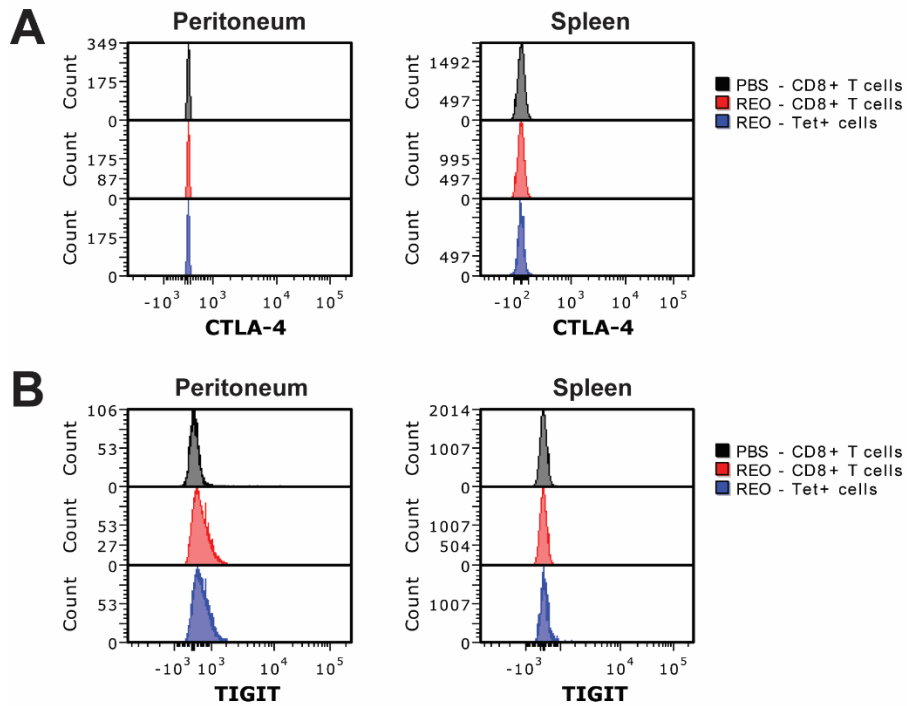 A
Peritoneum
Spleen
349
175
0
Count
175
87
0
Count
175
0
Count
-10³ 10³ 10⁴ 10⁵
CTLA-4
1492
497
0
Count
995
497
0
Count
497
0
Count
-10² 10³ 10⁴ 10⁵
CTLA-4
PBS - CD8+ T cells
REO - CD8+ T cells
REO - Tet+ cells
B
Peritoneum
Spleen
106
53
0
Count
53
27
0
Count
53
0
Count
-10³ 10³ 10⁴ 10⁵
TIGIT
2014
1007
0
Count
1007
504
0
Count
1007
0
Count
-10³ 10⁴ 10⁵
TIGIT
PBS - CD8+ T cells
REO - CD8+ T cells
REO - Tet+ cells